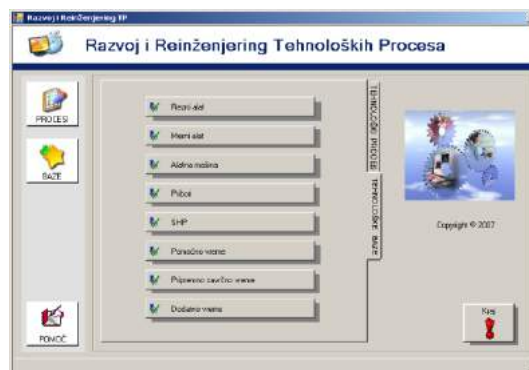 Razvoj i Reinženjering TP
Razvoj i Reinženjering Tehnoloških Procesa
PROCESI
BAZE
POMOĆ
Rezni alat
Merni alat
Alatna mašina
Pribor
SHP
Pomoćno vreme
Pripremno završno vreme
Dodatno vreme
TEHNOLOŠKI PROCESI
TEHNOLOŠKE BAZE
Copyright © 2007
Kraj